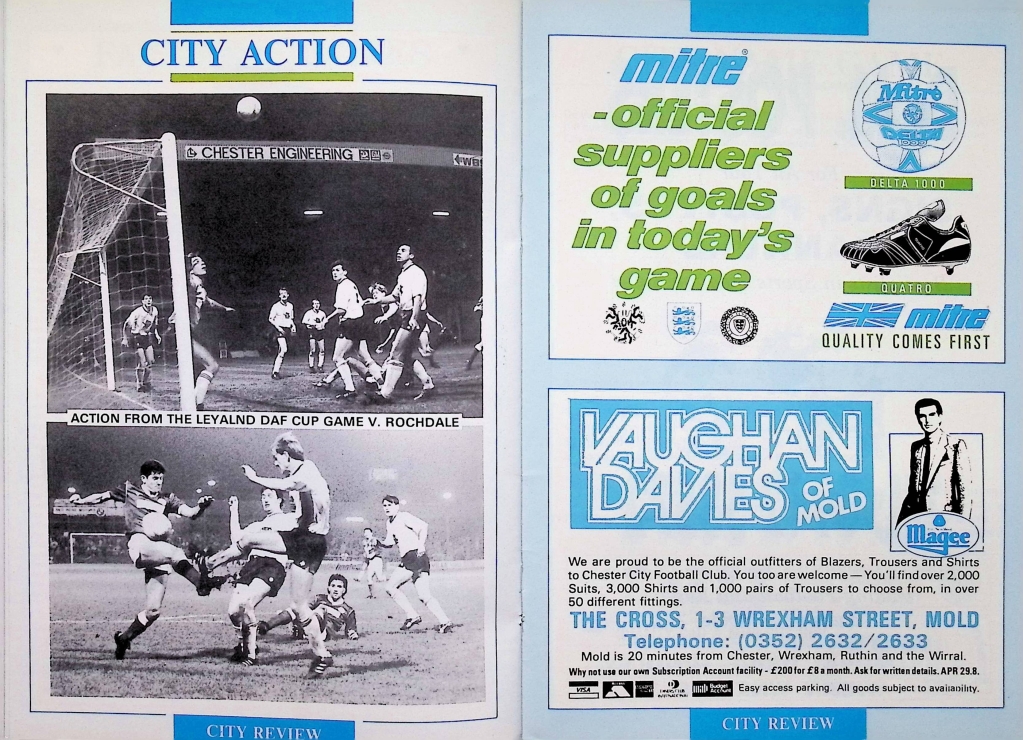 CITY ACTION
CHESTER ENGINEERING
ACTION FROM THE LEYALND DAF CUP GAME V. ROCHDALE
CITY REVIEW
mitre
- official
suppliers
of goals
in today's
game
Mitre
DELTA
1000
DELTA 1000
QUATRO
mitre
QUALITY COMES FIRST
VAUGHAN
DAVIES
OF
MOLD
Magee
We are proud to be the official outfitters of Blazers, Trousers and Shirts
to Chester City Football Club. You too are welcome — You'll find over 2,000
Suits, 3,000 Shirts and 1,000 pairs of Trousers to choose from, in over
50 different fittings.
THE CROSS, 1-3 WREXHAM STREET, MOLD
Telephone: (0352) 2632/2633
Mold is 20 minutes from Chester, Wrexham, Ruthin and the Wirral.
Why not use our own Subscription Account facility - £200 for £8 a month. Ask for written details. APR 29.8.
VISA
Budget
Account
Easy access parking. All goods subject to availability.
CITY REVIEW